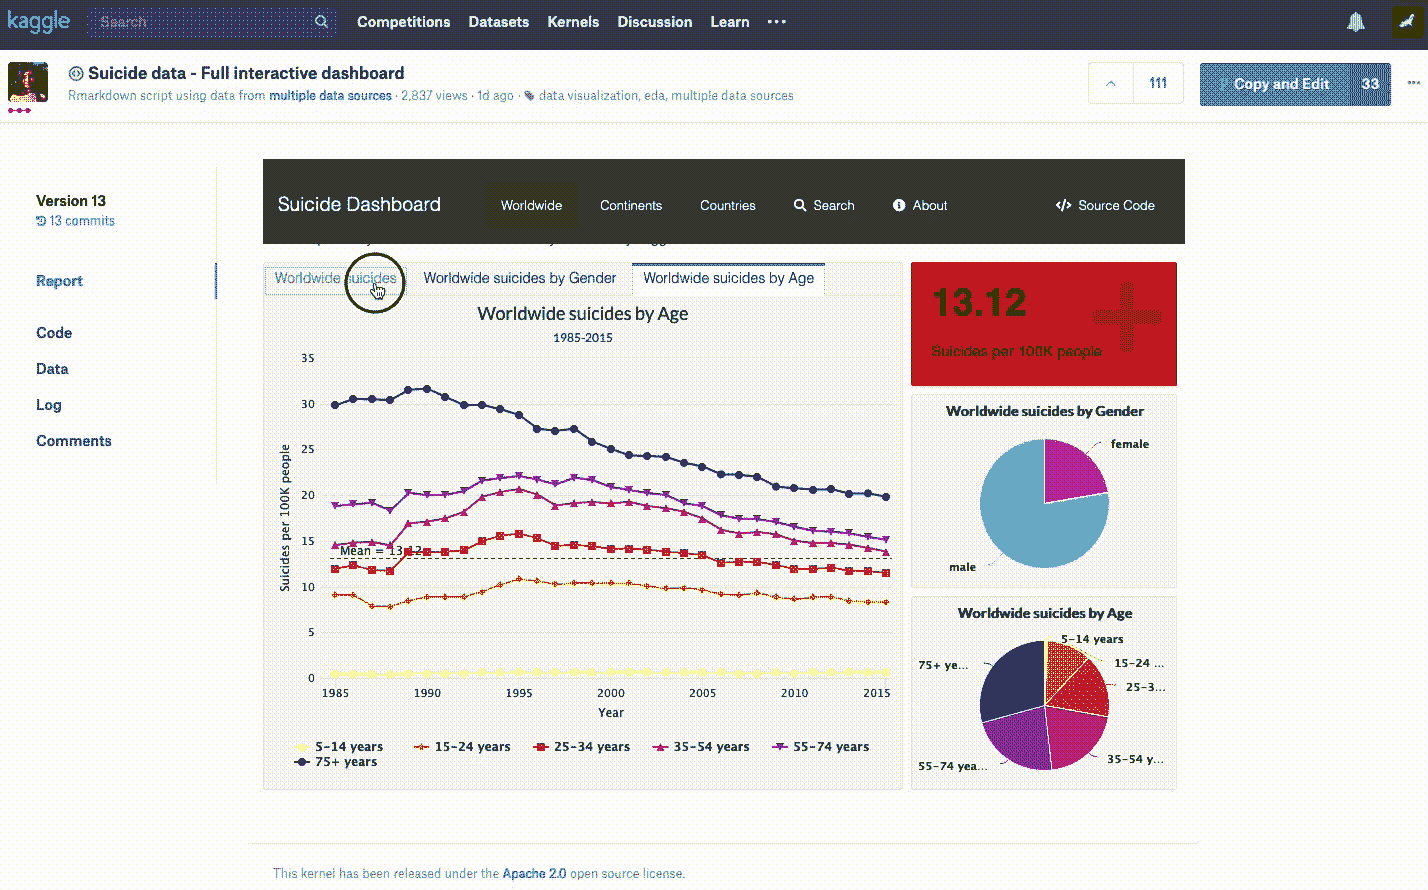 kaggle Search Competitions Datasets Kernels Discussion Learn
Suicide data - Full interactive dashboard
Rmarkdown script using data from multiple data sources · 2,837 views · 1d ago · data visualization, eda, multiple data sources
111
Copy and Edit 33
Version 13
13 commits
Report
Code
Data
Log
Comments
Suicide Dashboard Worldwide Continents Countries Search About Source Code
Worldwide suicides Worldwide suicides by Gender Worldwide suicides by Age
Worldwide suicides by Age
1985-2015
Suicides per 100K people
35
30
25
20
15
10
5
0
Mean = 13.12
1985 1990 1995 2000 2005 2010 2015
Year
5-14 years 15-24 years 25-34 years 35-54 years 55-74 years
75+ years
13.12
Suicides per 100K people
Worldwide suicides by Gender
female
male
Worldwide suicides by Age
5-14 years
15-24 ...
25-3...
35-54 y...
55-74 yea...
75+ ye...
This kernel has been released under the Apache 2.0 open source license.